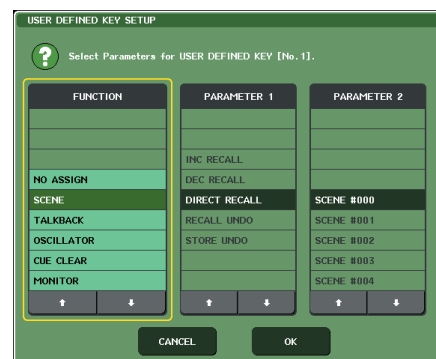 USER DEFINED KEY SETUP
Select Parameters for USER DEFINED KEY [No.1].
FUNCTION
PARAMETER 1
PARAMETER 2
INC RECALL
NO ASSIGN
DEC RECALL
SCENE
DIRECT RECALL
SCENE #000
TALKBACK
RECALL UNDO
SCENE #001
OSCILLATOR
STORE UNDO
SCENE #002
CUE CLEAR
SCENE #003
MONITOR
SCENE #004
CANCEL
OK